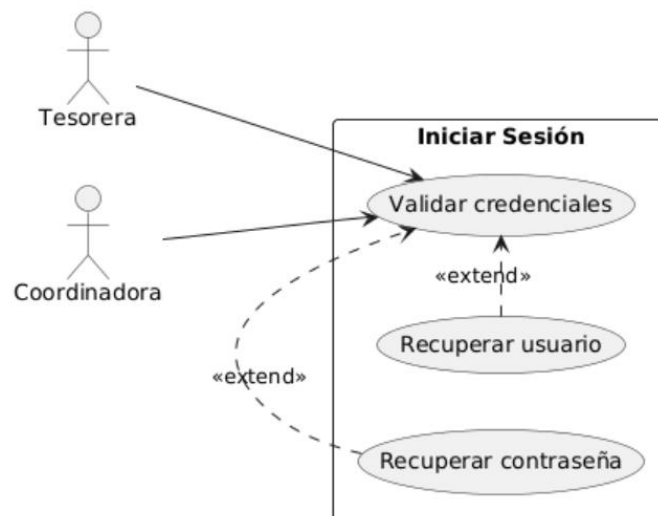 Tesorera
Iniciar Sesión
Validar credenciales
Coordinadora
«extend»
Recuperar usuario
«extend»
Recuperar contraseña